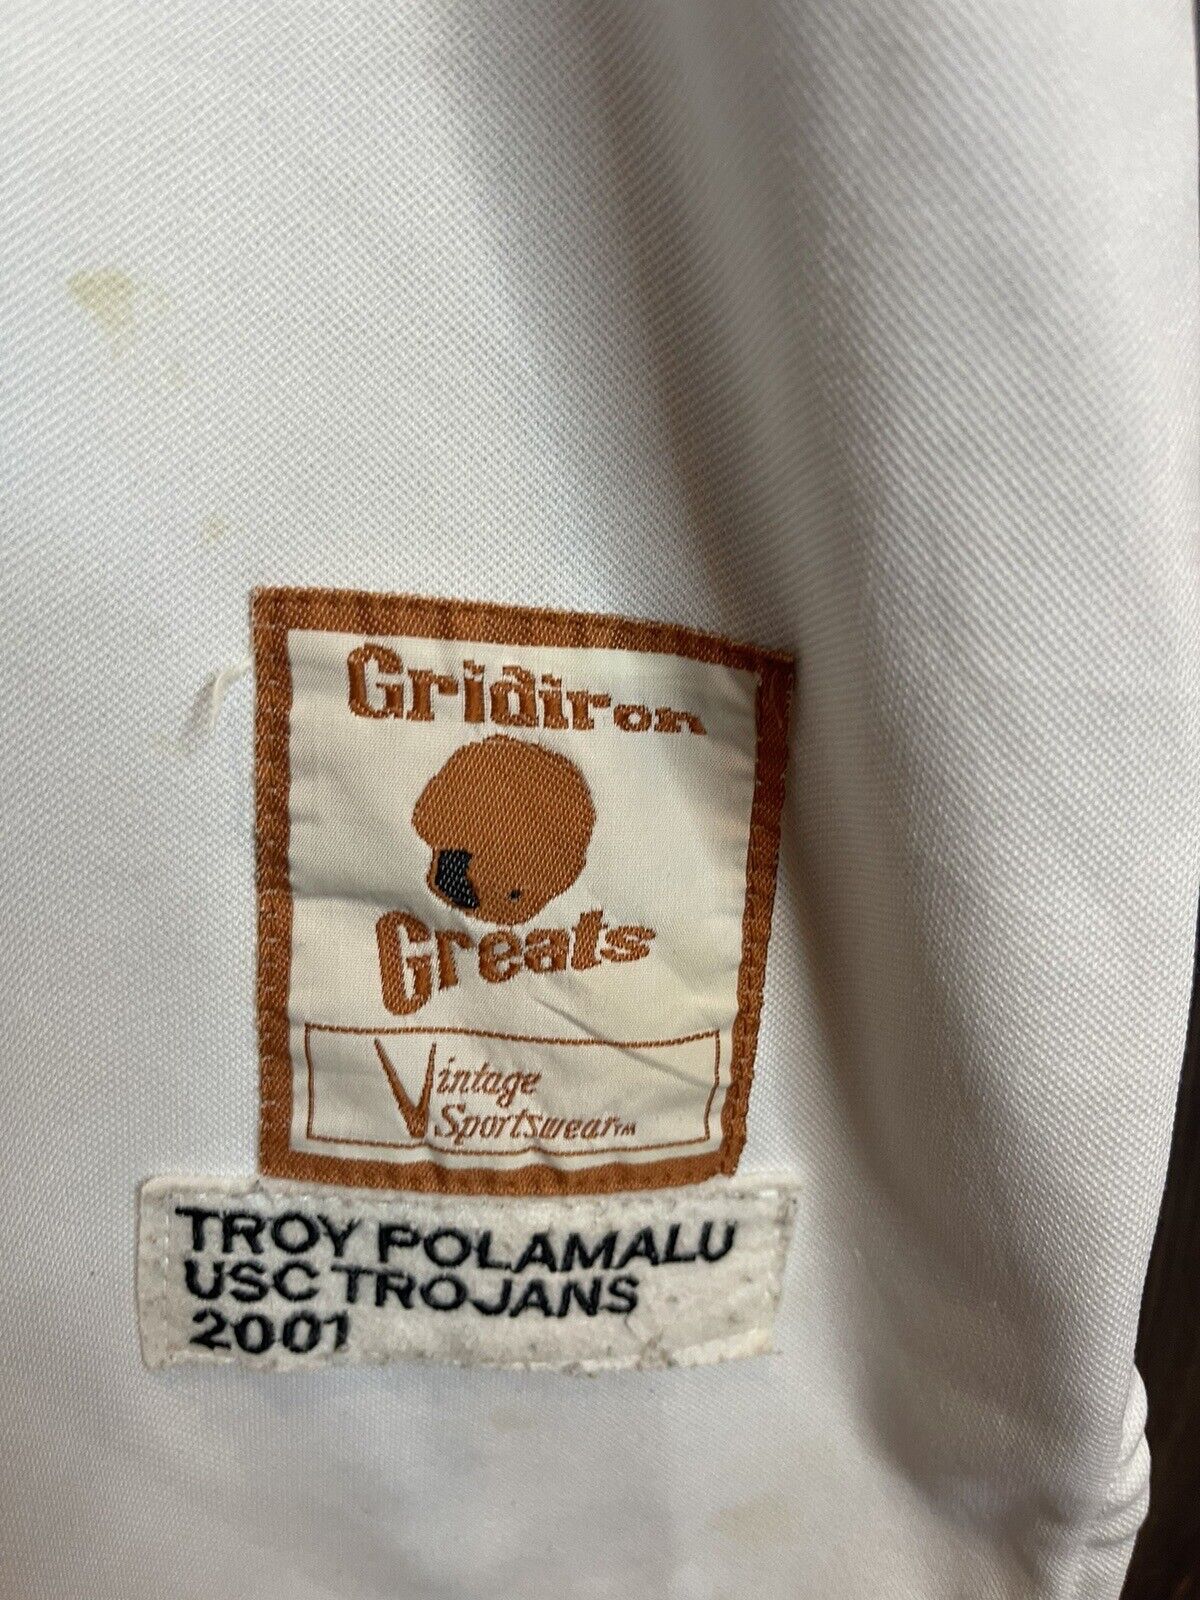 Gridiron
Greats
Vintage
Sportswear™
TROY POLAMALU
USC TROJANS
2001